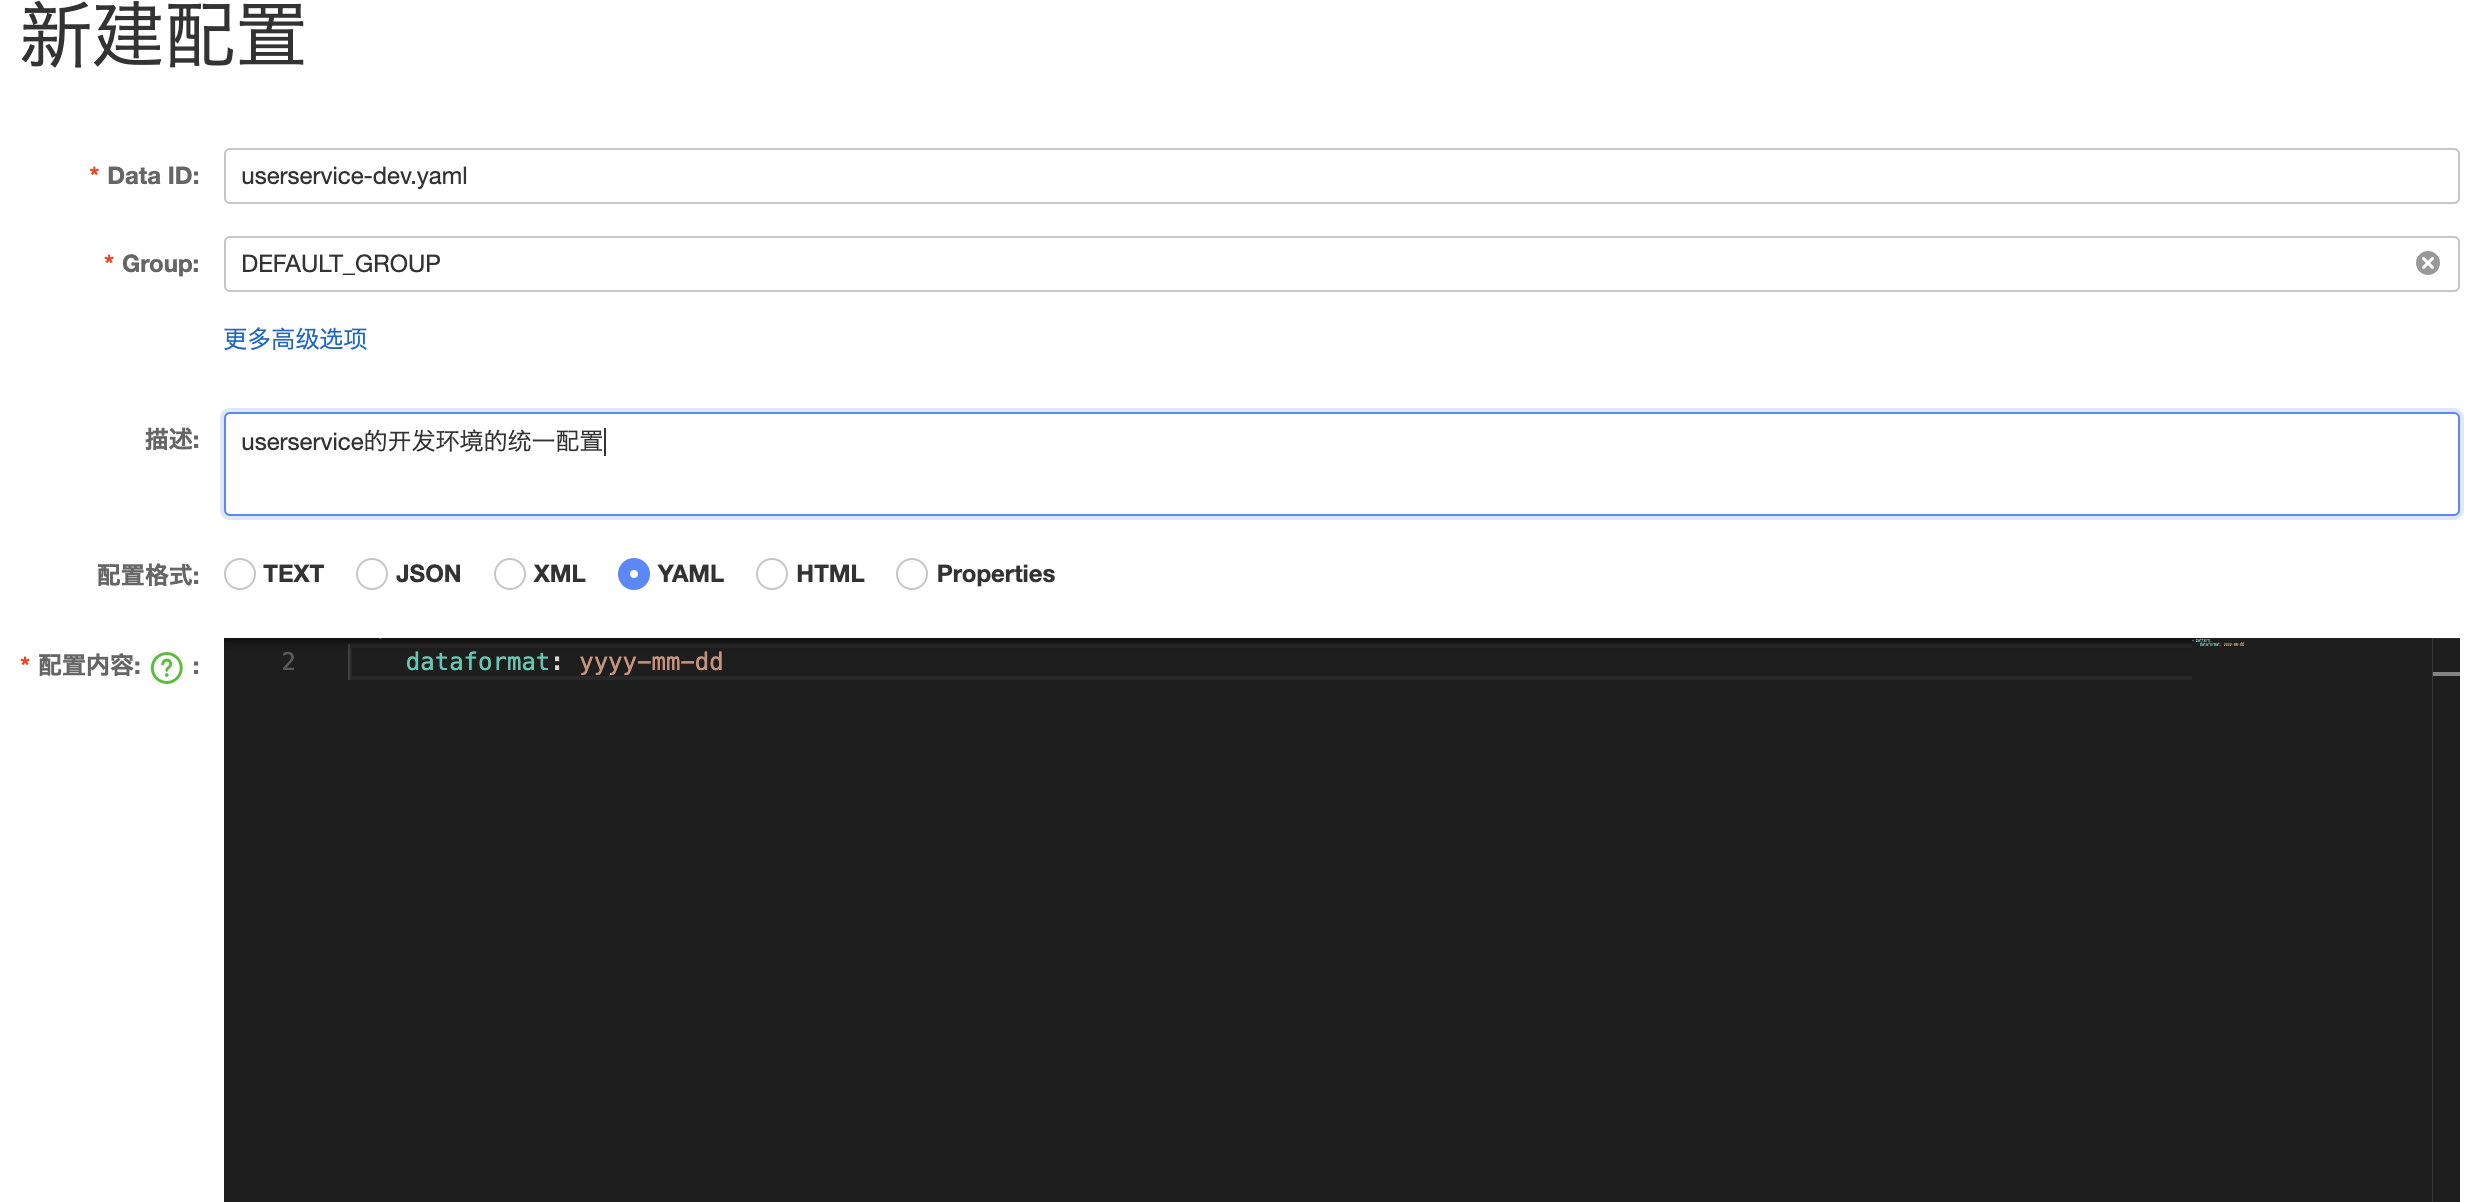 新建配置
* Data ID: userservice-dev.yaml
* Group: DEFAULT_GROUP
更多高级选项
描述: userservice的开发环境的统一配置
配置格式: TEXT JSON XML YAML HTML Properties
* 配置内容: ? :
2 dataformat: yyyy-mm-dd